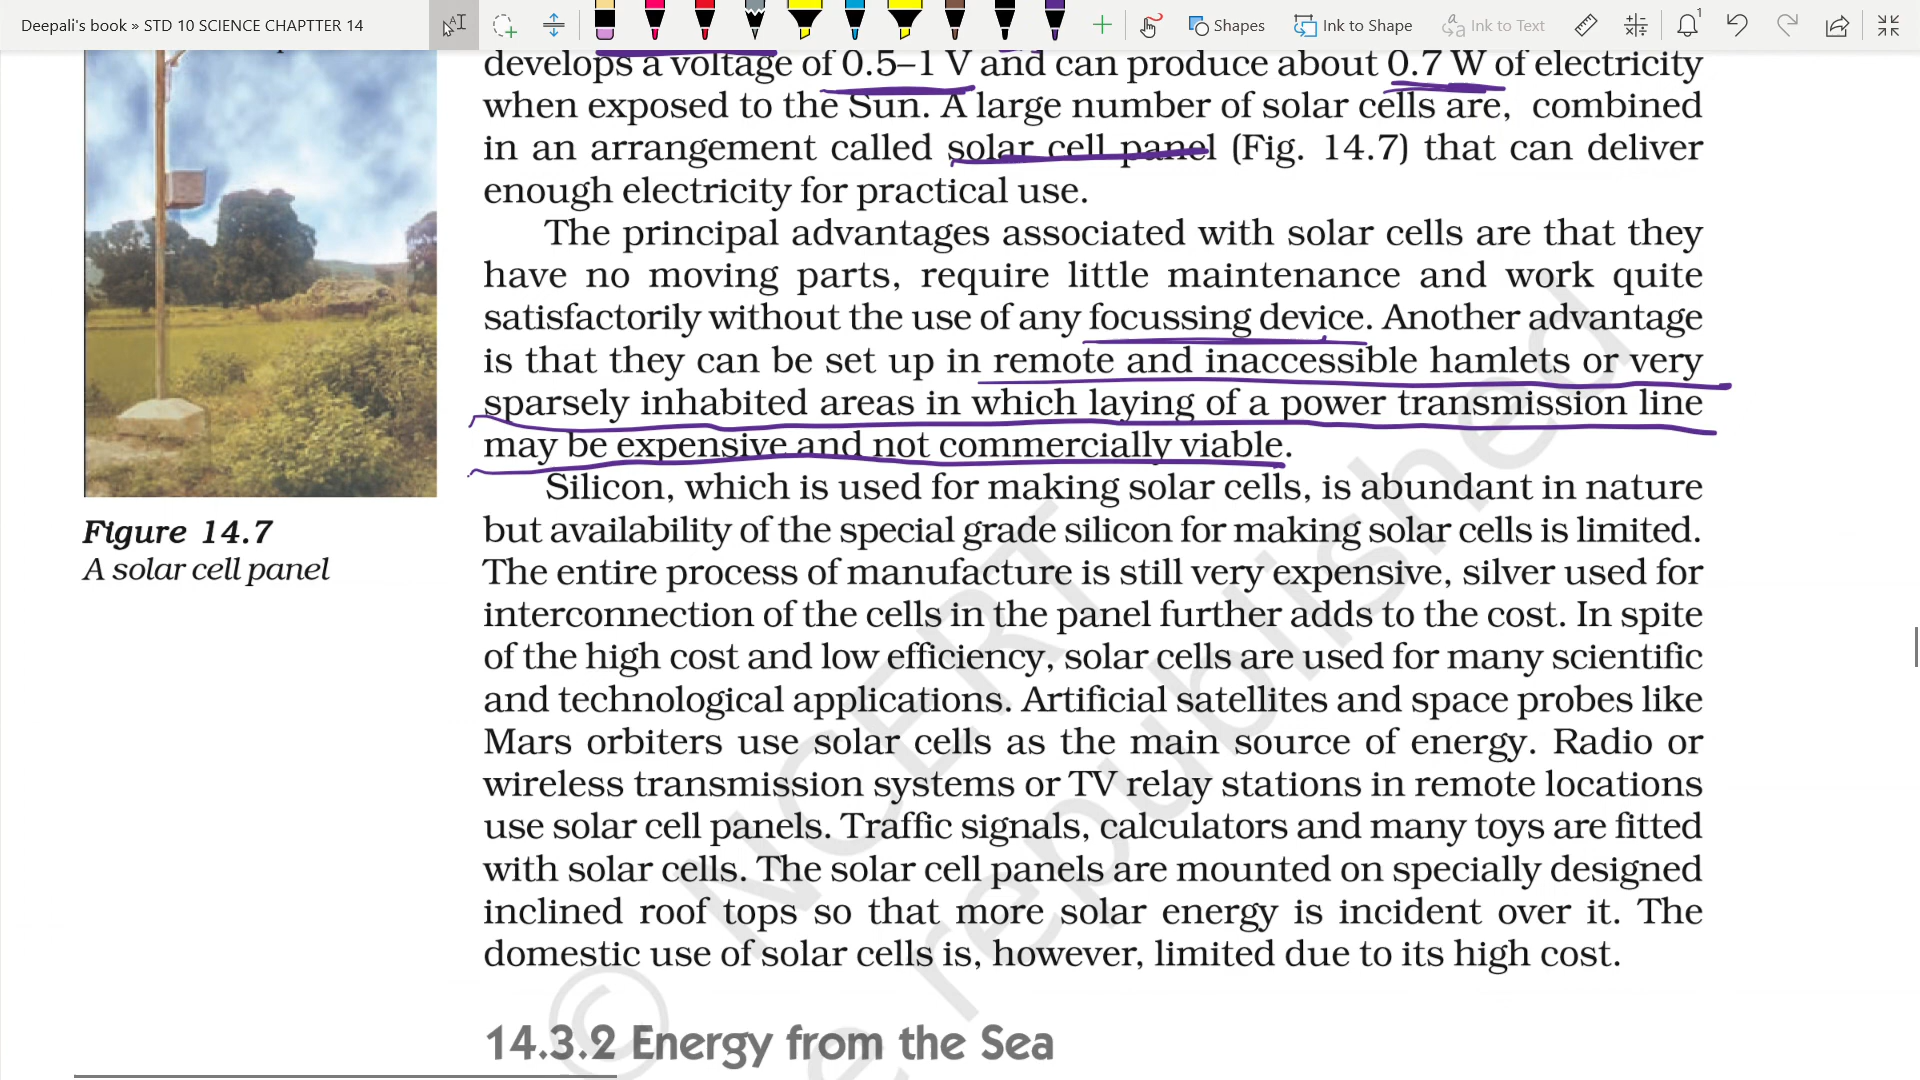 Deepali's book » STD 10 SCIENCE CHAPTTER 14
Shapes
Ink to Shape
Ink to Text
1
develops a voltage of 0.5–1 V and can produce about 0.7 W of electricity
when exposed to the Sun. A large number of solar cells are, combined
in an arrangement called solar cell panel (Fig. 14.7) that can deliver
enough electricity for practical use.
The principal advantages associated with solar cells are that they
have no moving parts, require little maintenance and work quite
satisfactorily without the use of any focussing device. Another advantage
is that they can be set up in remote and inaccessible hamlets or very
sparsely inhabited areas in which laying of a power transmission line
may be expensive and not commercially viable.
Silicon, which is used for making solar cells, is abundant in nature
but availability of the special grade silicon for making solar cells is limited.
The entire process of manufacture is still very expensive, silver used for
interconnection of the cells in the panel further adds to the cost. In spite
of the high cost and low efficiency, solar cells are used for many scientific
and technological applications. Artificial satellites and space probes like
Mars orbiters use solar cells as the main source of energy. Radio or
wireless transmission systems or TV relay stations in remote locations
use solar cell panels. Traffic signals, calculators and many toys are fitted
with solar cells. The solar cell panels are mounted on specially designed
inclined roof tops so that more solar energy is incident over it. The
domestic use of solar cells is, however, limited due to its high cost.
Figure 14.7
A solar cell panel
14.3.2 Energy from the Sea
© NCERT
e republished